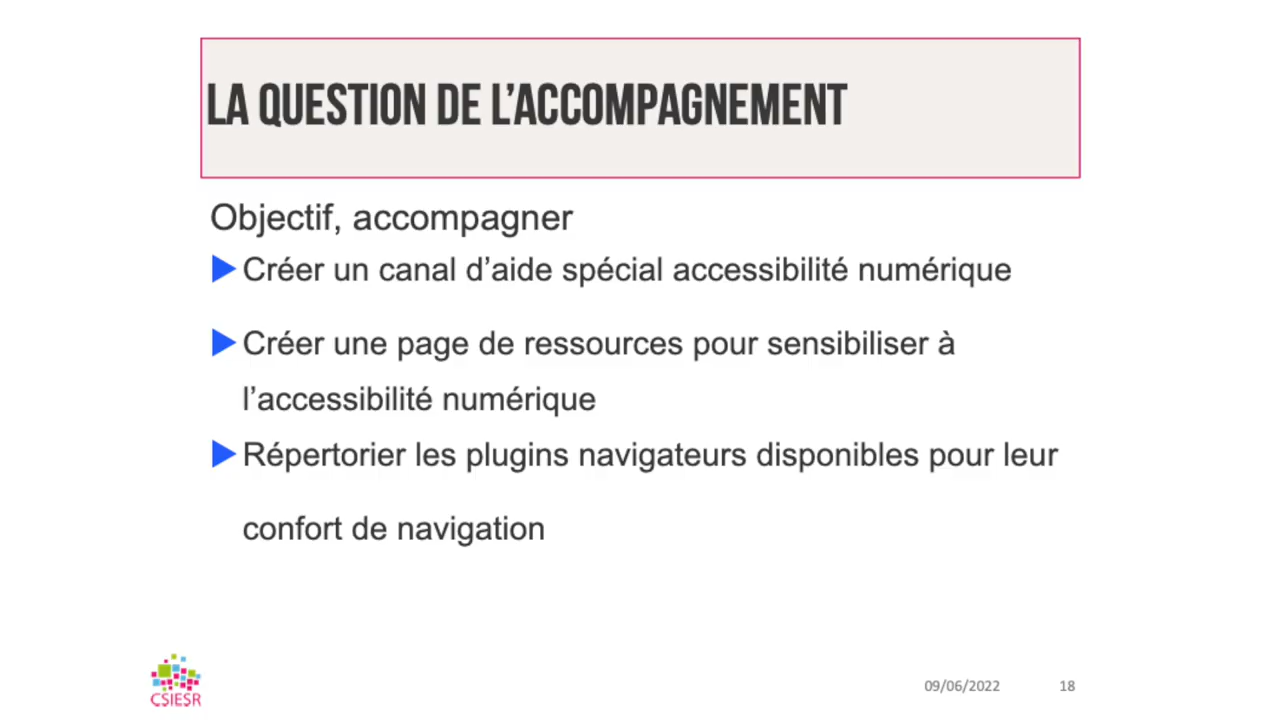 LA QUESTION DE L'ACCOMPAGNEMENT
Objectif, accompagner
Créer un canal d'aide spécial accessibilité numérique
Créer une page de ressources pour sensibiliser à
l'accessibilité numérique
Répertorier les plugins navigateurs disponibles pour leur
confort de navigation
CSIESR
09/06/2022
18